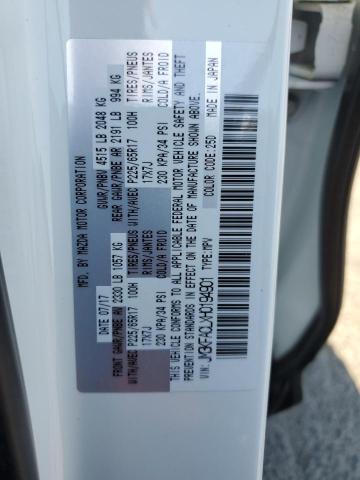 MFD. BY MAZDA MOTOR CORPORATION
GVWR/PNBV 4515 LB 2048 KG
DATE 07/17
FRONT GAWR/PNBE AV 2330 LB 1057 KG
REAR GAWR/PNBE AR 2191 LB 994 KG
WITH/AVEC P225/65R17 100H TIRES/PNEUS
WITH/AVEC P225/65R17 100H TIRES/PNEUS
17X7J RIMS/JANTES
17X7J RIMS/JANTES
230 KPA/34 PSI COLD/A FROID
230 KPA/34 PSI COLD/A FROID
THIS VEHICLE CONFORMS TO ALL APPLICABLE FEDERAL MOTOR VEHICLE SAFETY AND THEFT
PREVENTION STANDARDS IN EFFECT ON THE DATE OF MANUFACTURE SHOWN ABOVE.
TYPE: MPV
COLOR CODE: 25D MADE IN JAPAN